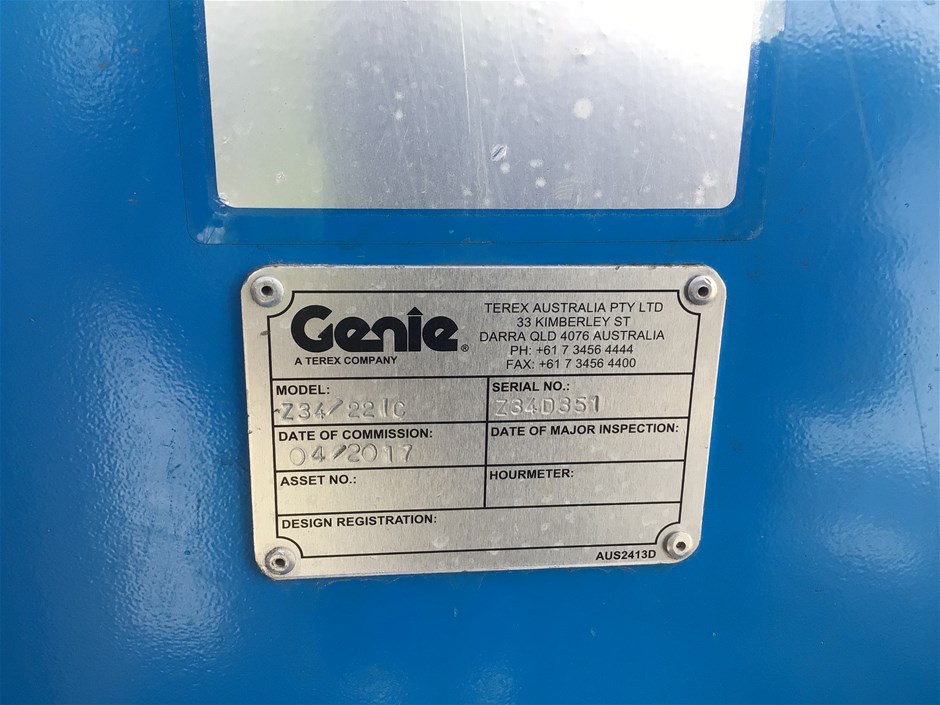 Genie®
A TEREX COMPANY
TEREX AUSTRALIA PTY LTD
33 KIMBERLEY ST
DARRA QLD 4076 AUSTRALIA
PH: +61 7 3456 4444
FAX: +61 7 3456 4400
MODEL:
Z34/22IC
SERIAL NO.:
Z34D351
DATE OF COMMISSION:
04/2017
DATE OF MAJOR INSPECTION:
ASSET NO.:
HOURMETER:
DESIGN REGISTRATION:
AUS2413D